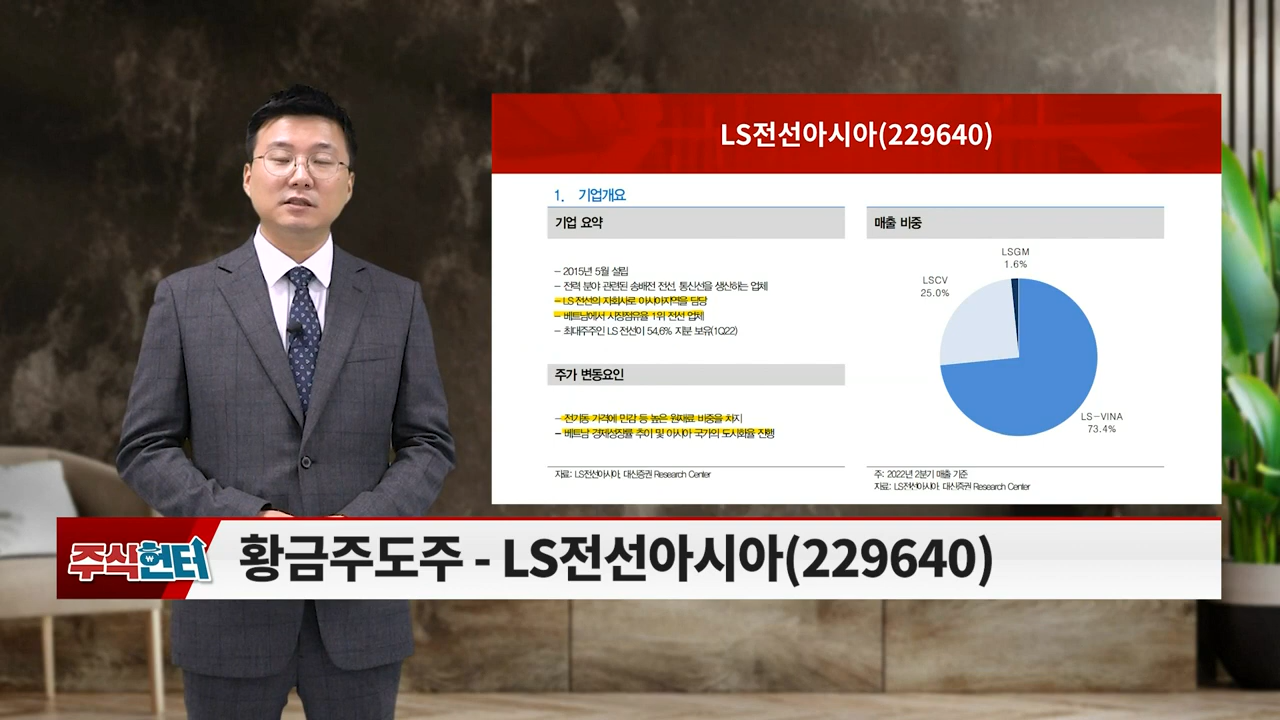 LS전선아시아(229640)
1. 기업개요
기업 요약
- 2015년 5월 설립
- 전력 분야 관련된 송배전 전선, 통신선을 생산하는 업체
- LS전선의 자회사로 아시아지역을 담당
- 베트남에서 시장점유율 1위 전선 업체
- 최대주주인 LS전선이 54.6% 지분 보유(1Q22)
주가 변동요인
- 전기동 가격에 민감 등 높은 원재료 비중을 차지
- 베트남 경제성장률 추이 및 아시아 국가의 도시화율 진행
자료: LS전선아시아, 대신증권 Research Center
매출 비중
LSGM
1.6%
LSCV
25.0%
LS-VINA
73.4%
주: 2022년 2분기 매출 기준
자료: LS전선아시아, 대신증권 Research Center
주식헌터
황금주도주 - LS전선아시아(229640)